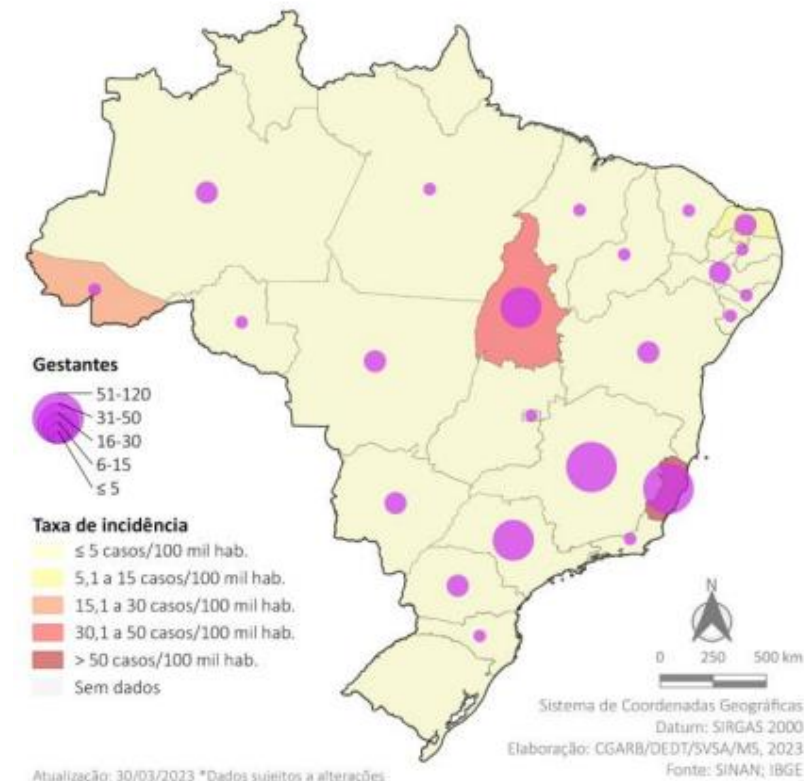 Gestantes
51-120
31-50
16-30
6-15
≤ 5
Taxa de incidência
≤ 5 casos/100 mil hab.
5,1 a 15 casos/100 mil hab.
15,1 a 30 casos/100 mil hab.
30,1 a 50 casos/100 mil hab.
> 50 casos/100 mil hab.
Sem dados
N
0 250 500 km
Sistema de Coordenadas Geográficas
Datum: SIRGAS 2000
Elaboração: CGARB/DEDT/SVSA/MS, 2023
Fonte: SINAN; IBGE
Atualização: 30/03/2023 *Dados sujeitos a alterações